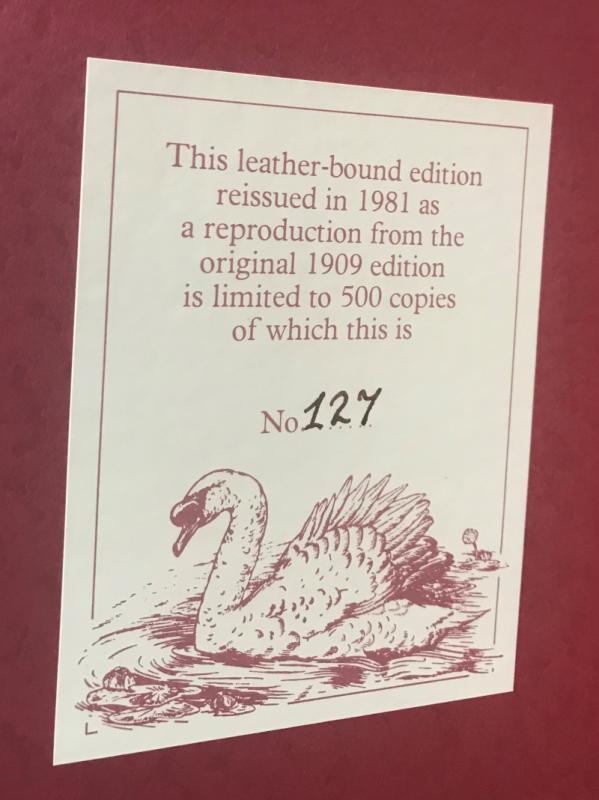 This leather-bound edition
reissued in 1981 as
a reproduction from the
original 1909 edition
is limited to 500 copies
of which this is
No 127